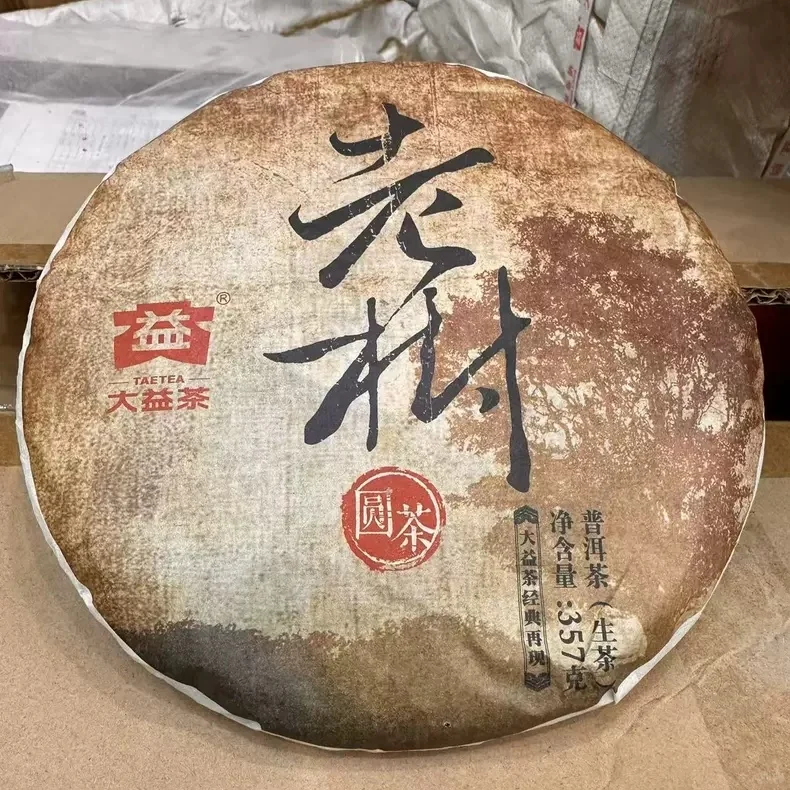 老树
圆茶
益®
TAETEA
大益茶
普洱茶（生茶）
净含量:357克
大益茶经典再现